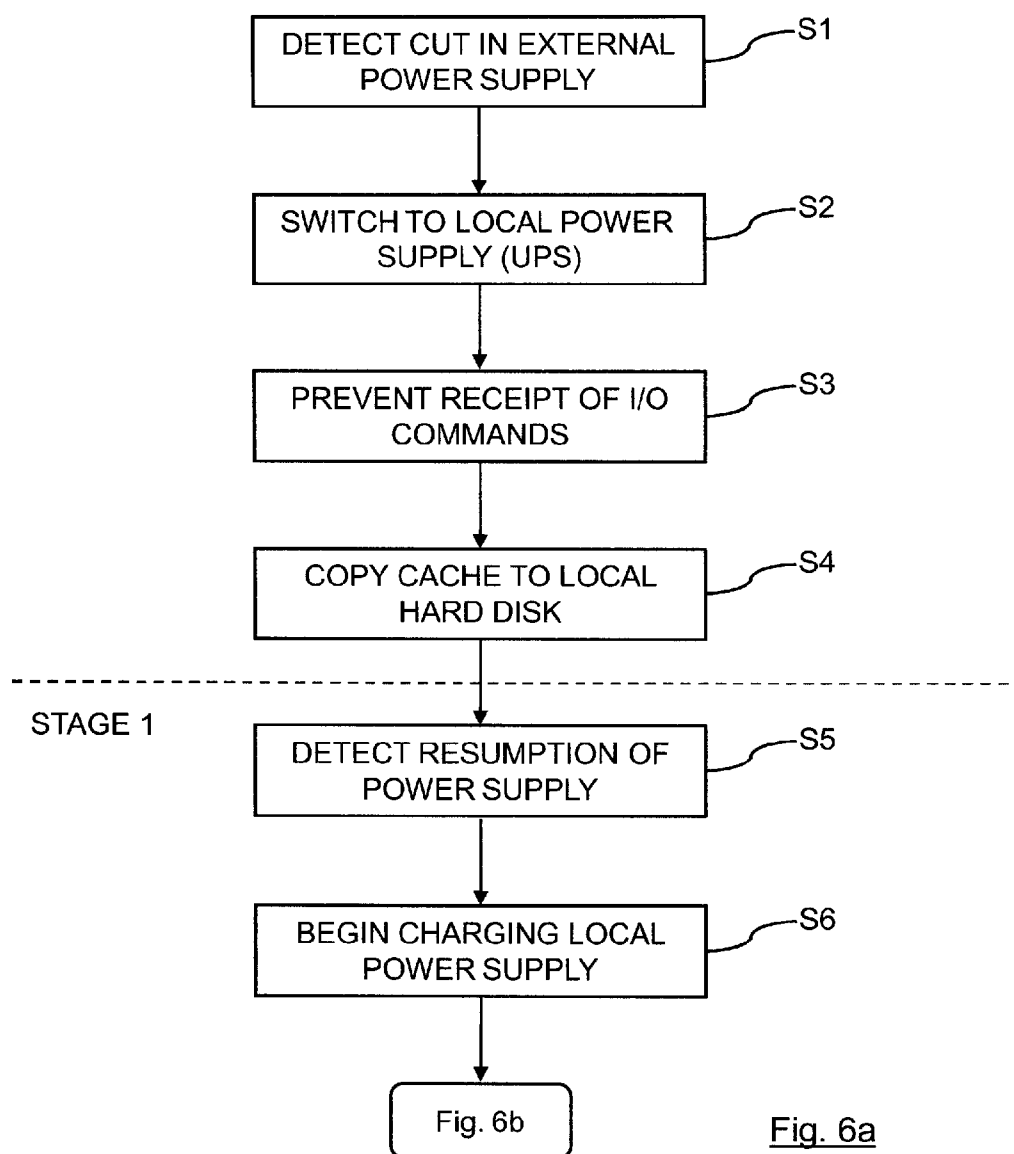 DETECT CUT IN EXTERNAL
POWER SUPPLY
S1
SWITCH TO LOCAL POWER
SUPPLY (UPS)
S2
PREVENT RECEIPT OF I/O
COMMANDS
S3
COPY CACHE TO LOCAL
HARD DISK
S4
STAGE 1
DETECT RESUMPTION OF
POWER SUPPLY
S5
BEGIN CHARGING LOCAL
POWER SUPPLY
S6
Fig. 6b
Fig. 6a